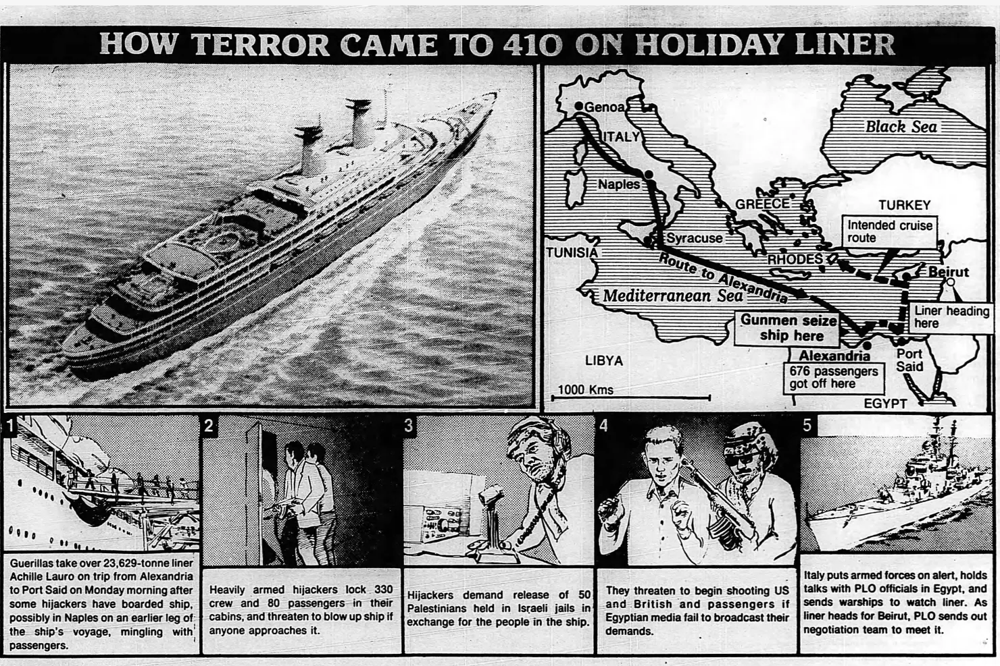 HOW TERROR CAME TO 410 ON HOLIDAY LINER
Genoa
ITALY
Naples
Black Sea
GREECE
TURKEY
Intended cruise
route
Syracuse
TUNISIA
RHODES
Beirut
Route to Alexandria
Mediterranean Sea
Gunmen seize
ship here
Liner heading
here
Alexandria
Port
Said
LIBYA
676 passengers
got off here
1000 Kms
EGYPT
1
Guerillas take over 23,629-tonne liner
Achille Lauro on trip from Alexandria
to Port Said on Monday morning after
some hijackers have boarded ship,
possibly in Naples on an earlier leg of
the ship's voyage, mingling with
passengers.
2
Heavily armed hijackers lock 330
crew and 80 passengers in their
cabins, and threaten to blow up ship if
anyone approaches it.
3
Hijackers demand release of 50
Palestinians held in Israeli jails in
exchange for the people in the ship.
4
They threaten to begin shooting US
and British and passengers if
Egyptian media fail to broadcast their
demands.
5
Italy puts armed forces on alert, holds
talks with PLO officials in Egypt, and
sends warships to watch liner. As
liner heads for Beirut, PLO sends out
negotiation team to meet it.